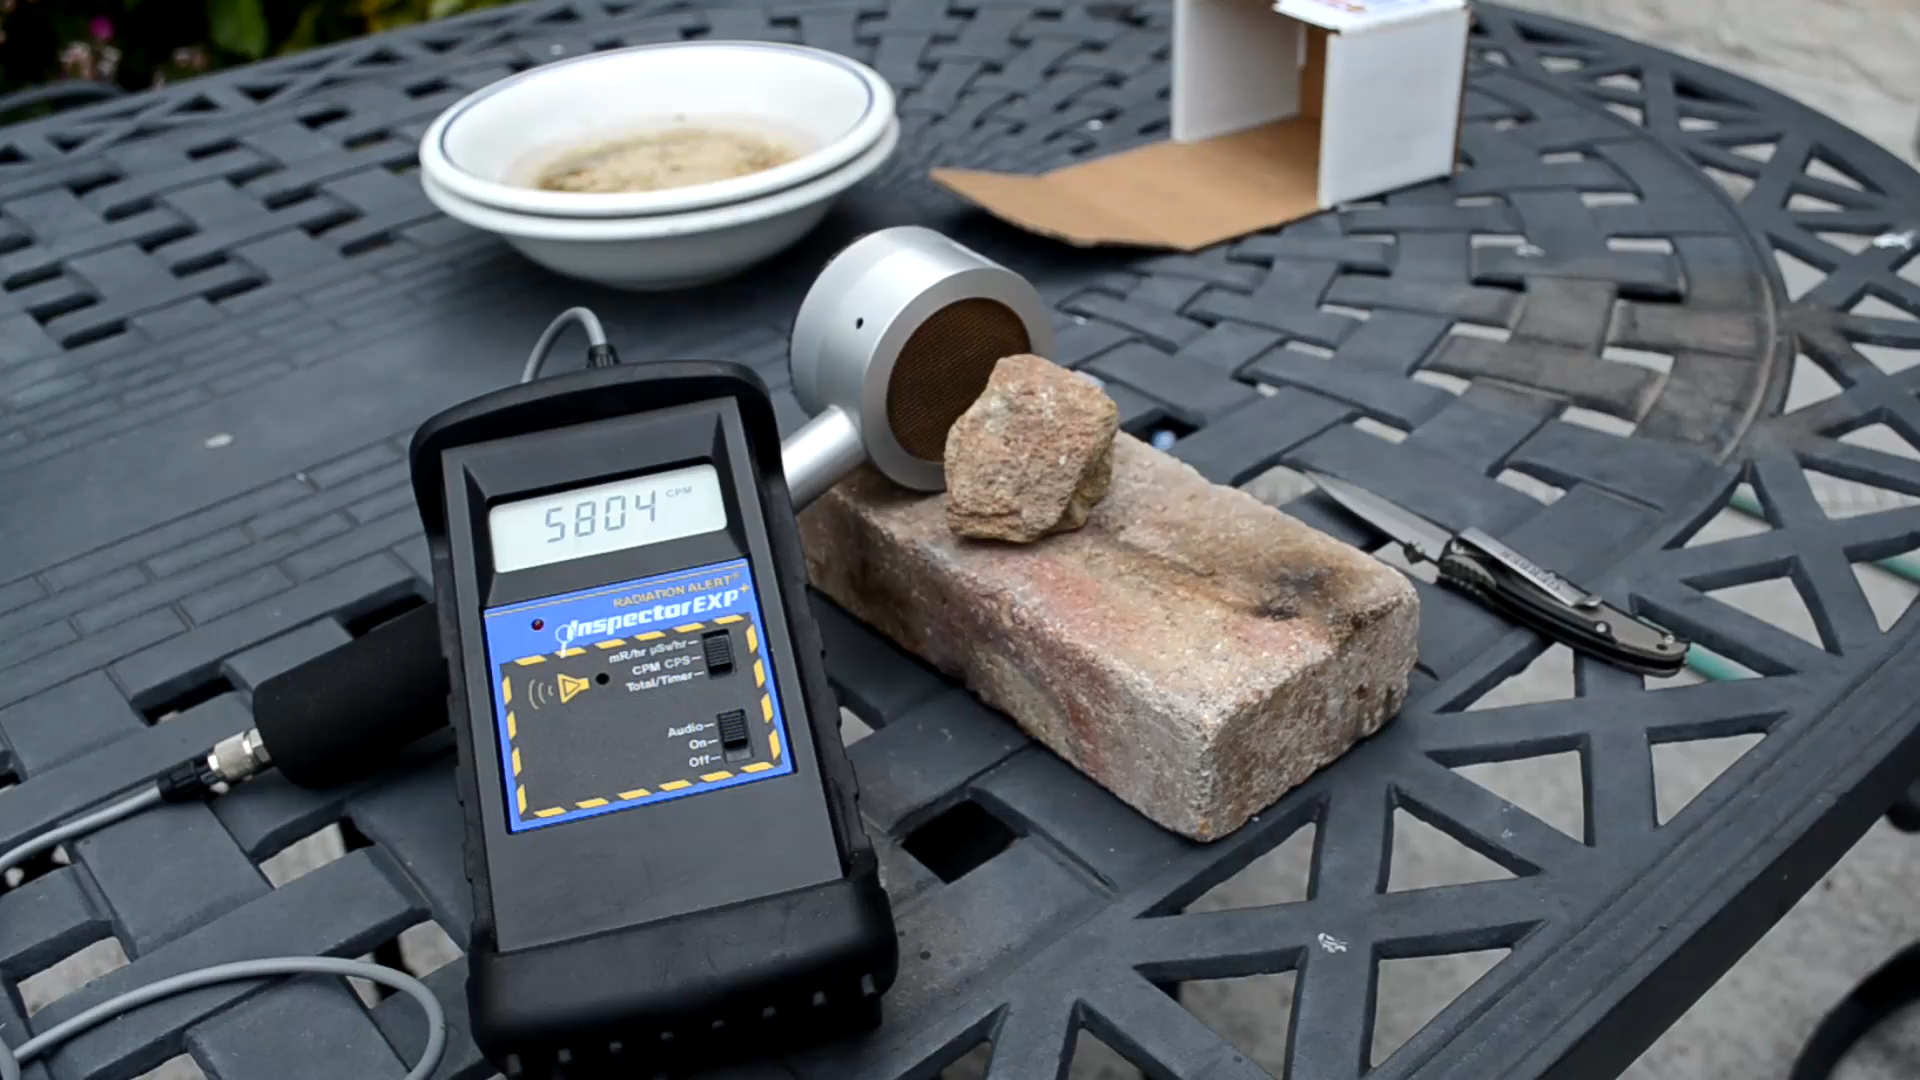 5804 CPM
RADIATION ALERT®
InspectorEXP+
mR/hr µSv/hr
CPM CPS
Total/Timer
Audio
On
Off